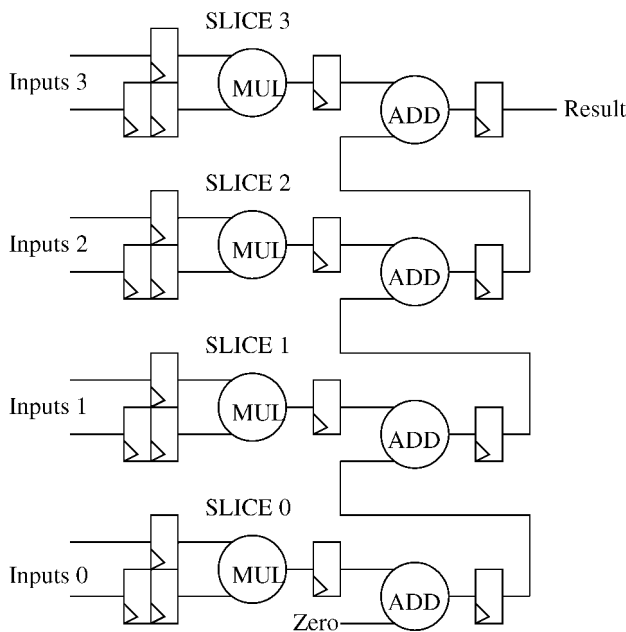 SLICE 3
Inputs 3
MUL
ADD
Result
SLICE 2
Inputs 2
MUL
ADD
SLICE 1
Inputs 1
MUL
ADD
SLICE 0
Inputs 0
MUL
ADD
Zero